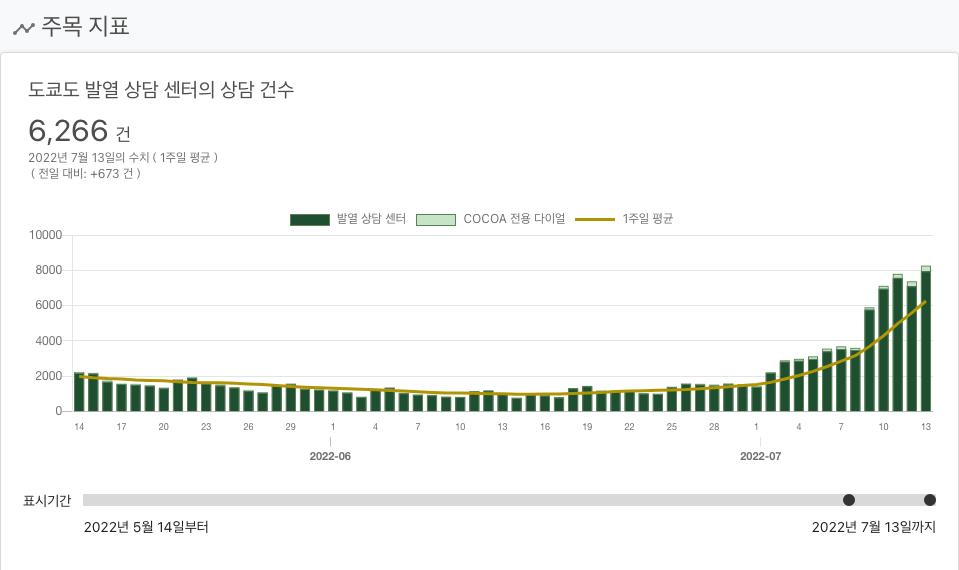 주목 지표
도쿄도 발열 상담 센터의 상담 건수
6,266 건
2022년 7월 13일의 수치 ( 1주일 평균 )
( 전일 대비: +673 건 )
발열 상담 센터 COCOA 전용 다이얼 1주일 평균
10000
8000
6000
4000
2000
0
14 17 20 23 26 29 1 4 7 10 13 16 19 22 25 28 1 4 7 10 13
2022-06 2022-07
표시기간
2022년 5월 14일부터 2022년 7월 13일까지